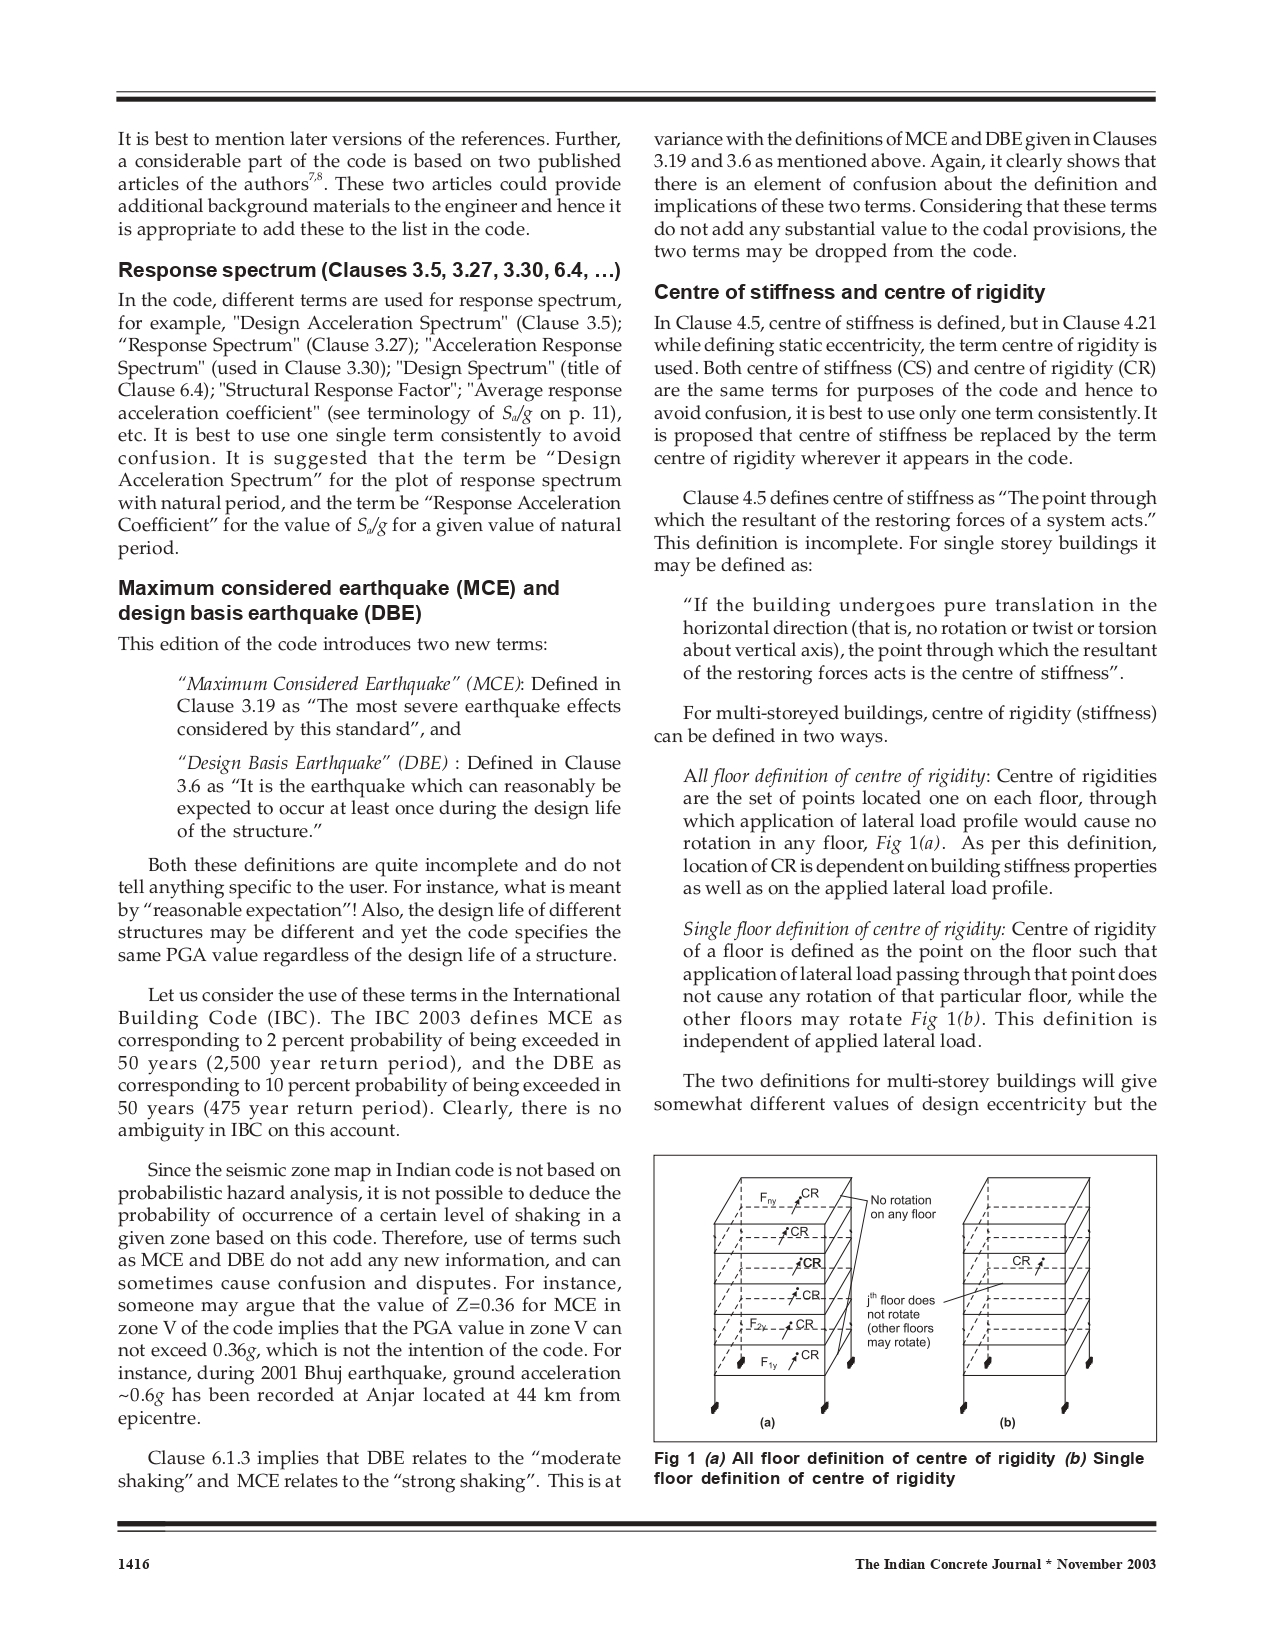 It is best to mention later versions of the references. Further,
a considerable part of the code is based on two published
articles of the authors7,8. These two articles could provide
additional background materials to the engineer and hence it
is appropriate to add these to the list in the code.
Response spectrum (Clauses 3.5, 3.27, 3.30, 6.4, …)
In the code, different terms are used for response spectrum,
for example, "Design Acceleration Spectrum" (Clause 3.5);
“Response Spectrum" (Clause 3.27); "Acceleration Response
Spectrum" (used in Clause 3.30); "Design Spectrum" (title of
Clause 6.4); "Structural Response Factor"; "Average response
acceleration coefficient" (see terminology of Sa/g on p. 11),
etc. It is best to use one single term consistently to avoid
confusion. It is suggested that the term be “Design
Acceleration Spectrum” for the plot of response spectrum
with natural period, and the term be “Response Acceleration
Coefficient” for the value of Sa/g for a given value of natural
period.
Maximum considered earthquake (MCE) and
design basis earthquake (DBE)
This edition of the code introduces two new terms:
“Maximum Considered Earthquake” (MCE): Defined in
Clause 3.19 as “The most severe earthquake effects
considered by this standard”, and
“Design Basis Earthquake” (DBE) : Defined in Clause
3.6 as “It is the earthquake which can reasonably be
expected to occur at least once during the design life
of the structure.”
Both these definitions are quite incomplete and do not
tell anything specific to the user. For instance, what is meant
by “reasonable expectation”! Also, the design life of different
structures may be different and yet the code specifies the
same PGA value regardless of the design life of a structure.
Let us consider the use of these terms in the International
Building Code (IBC). The IBC 2003 defines MCE as
corresponding to 2 percent probability of being exceeded in
50 years (2,500 year return period), and the DBE as
corresponding to 10 percent probability of being exceeded in
50 years (475 year return period). Clearly, there is no
ambiguity in IBC on this account.
Since the seismic zone map in Indian code is not based on
probabilistic hazard analysis, it is not possible to deduce the
probability of occurrence of a certain level of shaking in a
given zone based on this code. Therefore, use of terms such
as MCE and DBE do not add any new information, and can
sometimes cause confusion and disputes. For instance,
someone may argue that the value of Z=0.36 for MCE in
zone V of the code implies that the PGA value in zone V can
not exceed 0.36g, which is not the intention of the code. For
instance, during 2001 Bhuj earthquake, ground acceleration
~0.6g has been recorded at Anjar located at 44 km from
epicentre.
Clause 6.1.3 implies that DBE relates to the “moderate
shaking” and MCE relates to the “strong shaking”. This is at
variance with the definitions of MCE and DBE given in Clauses
3.19 and 3.6 as mentioned above. Again, it clearly shows that
there is an element of confusion about the definition and
implications of these two terms. Considering that these terms
do not add any substantial value to the codal provisions, the
two terms may be dropped from the code.
Centre of stiffness and centre of rigidity
In Clause 4.5, centre of stiffness is defined, but in Clause 4.21
while defining static eccentricity, the term centre of rigidity is
used. Both centre of stiffness (CS) and centre of rigidity (CR)
are the same terms for purposes of the code and hence to
avoid confusion, it is best to use only one term consistently. It
is proposed that centre of stiffness be replaced by the term
centre of rigidity wherever it appears in the code.
Clause 4.5 defines centre of stiffness as “The point through
which the resultant of the restoring forces of a system acts.”
This definition is incomplete. For single storey buildings it
may be defined as:
“If the building undergoes pure translation in the
horizontal direction (that is, no rotation or twist or torsion
about vertical axis), the point through which the resultant
of the restoring forces acts is the centre of stiffness”.
For multi-storeyed buildings, centre of rigidity (stiffness)
can be defined in two ways.
All floor definition of centre of rigidity: Centre of rigidities
are the set of points located one on each floor, through
which application of lateral load profile would cause no
rotation in any floor, Fig 1(a). As per this definition,
location of CR is dependent on building stiffness properties
as well as on the applied lateral load profile.
Single floor definition of centre of rigidity: Centre of rigidity
of a floor is defined as the point on the floor such that
application of lateral load passing through that point does
not cause any rotation of that particular floor, while the
other floors may rotate Fig 1(b). This definition is
independent of applied lateral load.
The two definitions for multi-storey buildings will give
somewhat different values of design eccentricity but the
Fny CR
CR
CR
CR
F2y CR
F1y CR
No rotation
on any floor
jth floor does
not rotate
(other floors
may rotate)
CR
(a)
(b)
Fig 1 (a) All floor definition of centre of rigidity (b) Single
floor definition of centre of rigidity
1416
The Indian Concrete Journal * November 2003